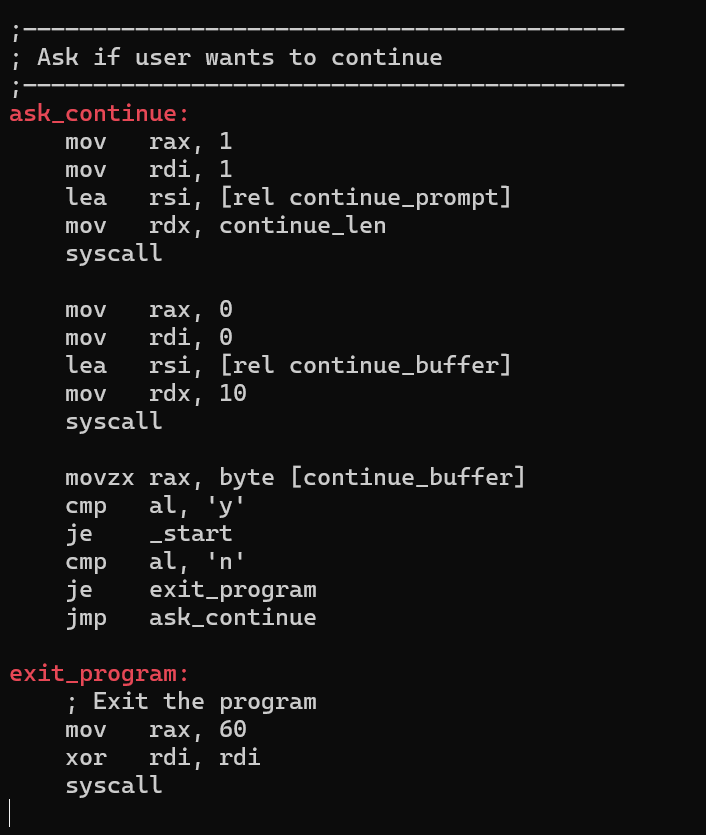 ;───────────────────────────────────────────
; Ask if user wants to continue
;───────────────────────────────────────────
ask_continue:
    mov   rax, 1
    mov   rdi, 1
    lea   rsi, [rel continue_prompt]
    mov   rdx, continue_len
    syscall

    mov   rax, 0
    mov   rdi, 0
    lea   rsi, [rel continue_buffer]
    mov   rdx, 10
    syscall

    movzx rax, byte [continue_buffer]
    cmp   al, 'y'
    je    _start
    cmp   al, 'n'
    je    exit_program
    jmp   ask_continue

exit_program:
    ; Exit the program
    mov   rax, 60
    xor   rdi, rdi
    syscall